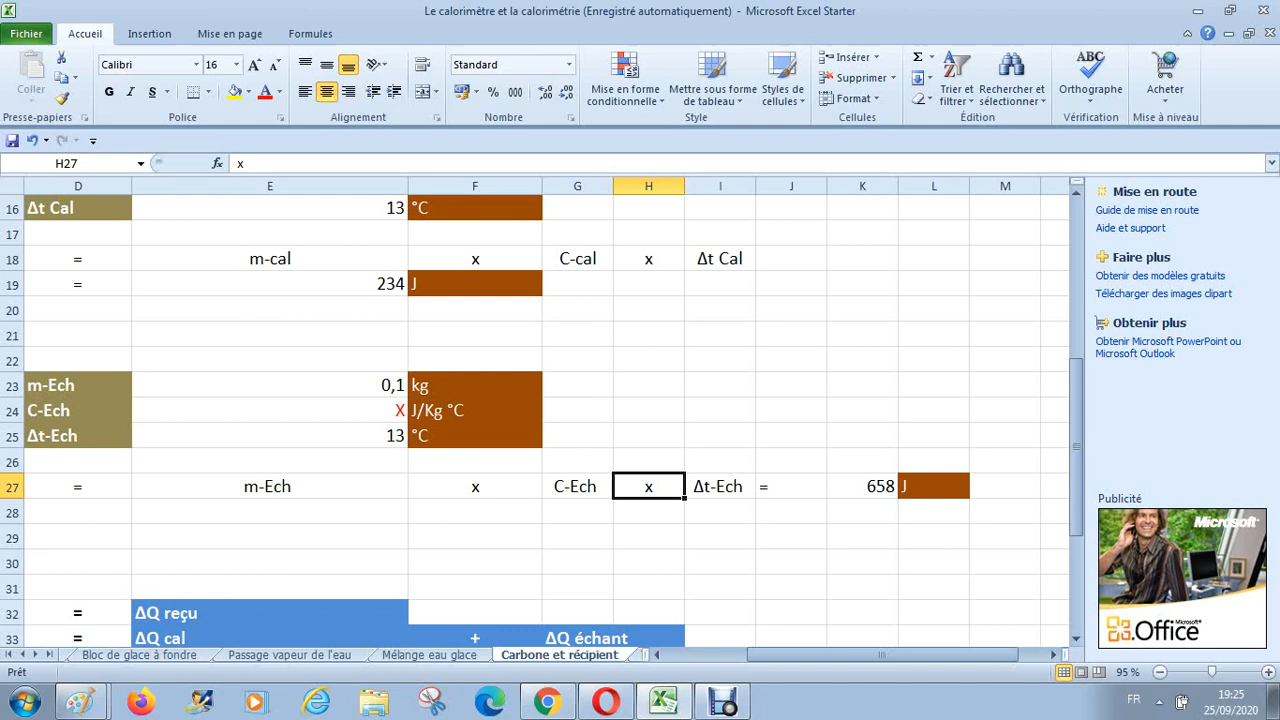 Le calorimètre et la calorimétrie (Enregistré automatiquement) - Microsoft Excel Starter
Fichier Accueil Insertion Mise en page Formules
Coller
Presse-papiers
Calibri 16 A A
G I S A
Police
Alignement
Standard
% 000
Nombre
Mise en forme conditionnelle
Mettre sous forme de tableau
Styles de cellules
Style
Insérer
Supprimer
Format
Cellules
Σ
Trier et filtrer
Rechercher et sélectionner
Édition
ABC
Orthographe
Vérification
Acheter
Mise à niveau
H27 fx x
D E F G H I J K L M
16 Δt Cal 13 °C
17
18 = m-cal x C-cal x Δt Cal
19 = 234 J
20
21
22
23 m-Ech 0,1 kg
24 C-Ech X J/Kg °C
25 Δt-Ech 13 °C
26
27 = m-Ech x C-Ech x Δt-Ech = 658 J
28
29
30
31
32 = ΔQ reçu
33 = ΔQ cal + ΔQ échant
Mise en route
Guide de mise en route
Aide et support
Faire plus
Obtenir des modèles gratuits
Télécharger des images clipart
Obtenir plus
Obtenir Microsoft PowerPoint ou
Microsoft Outlook
Publicité
Microsoft
Office
Microsoft
Bloc de glace à fondre Passage vapeur de l'eau Mélange eau glace Carbone et récipient
Prêt 95 %
FR
19:25
25/09/2020